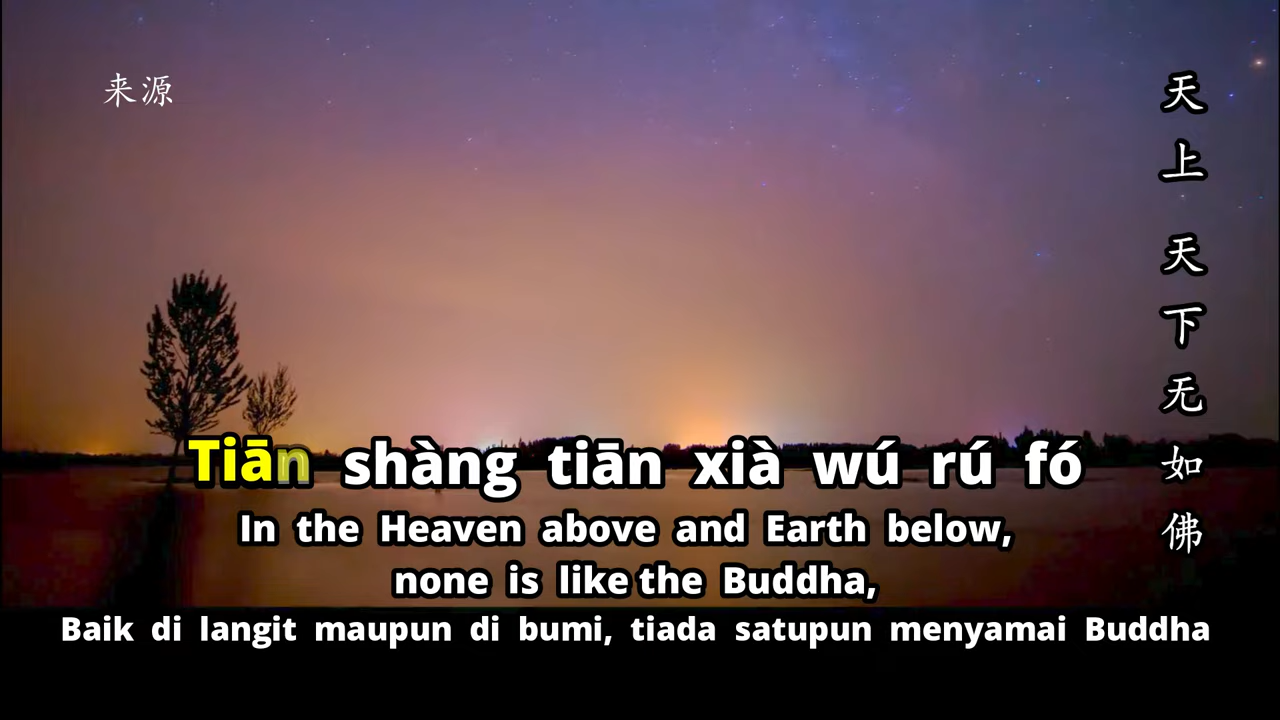 来源
天上 天下无如佛
Tiān shàng tiān xià wú rú fó
In the Heaven above and Earth below,
none is like the Buddha,
Baik di langit maupun di bumi, tiada satupun menyamai Buddha